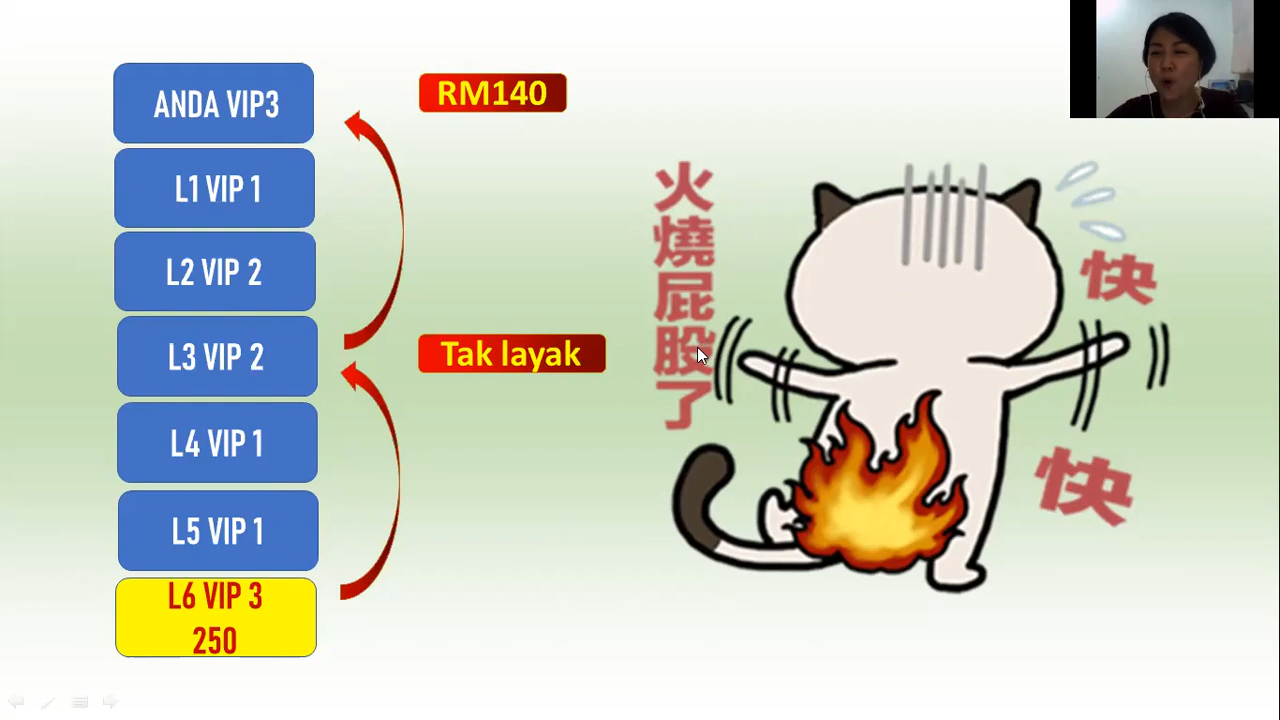 ANDA VIP3
RM140
L1 VIP 1
L2 VIP 2
L3 VIP 2
Tak layak
L4 VIP 1
L5 VIP 1
L6 VIP 3
250
火燒屁股了
快
快